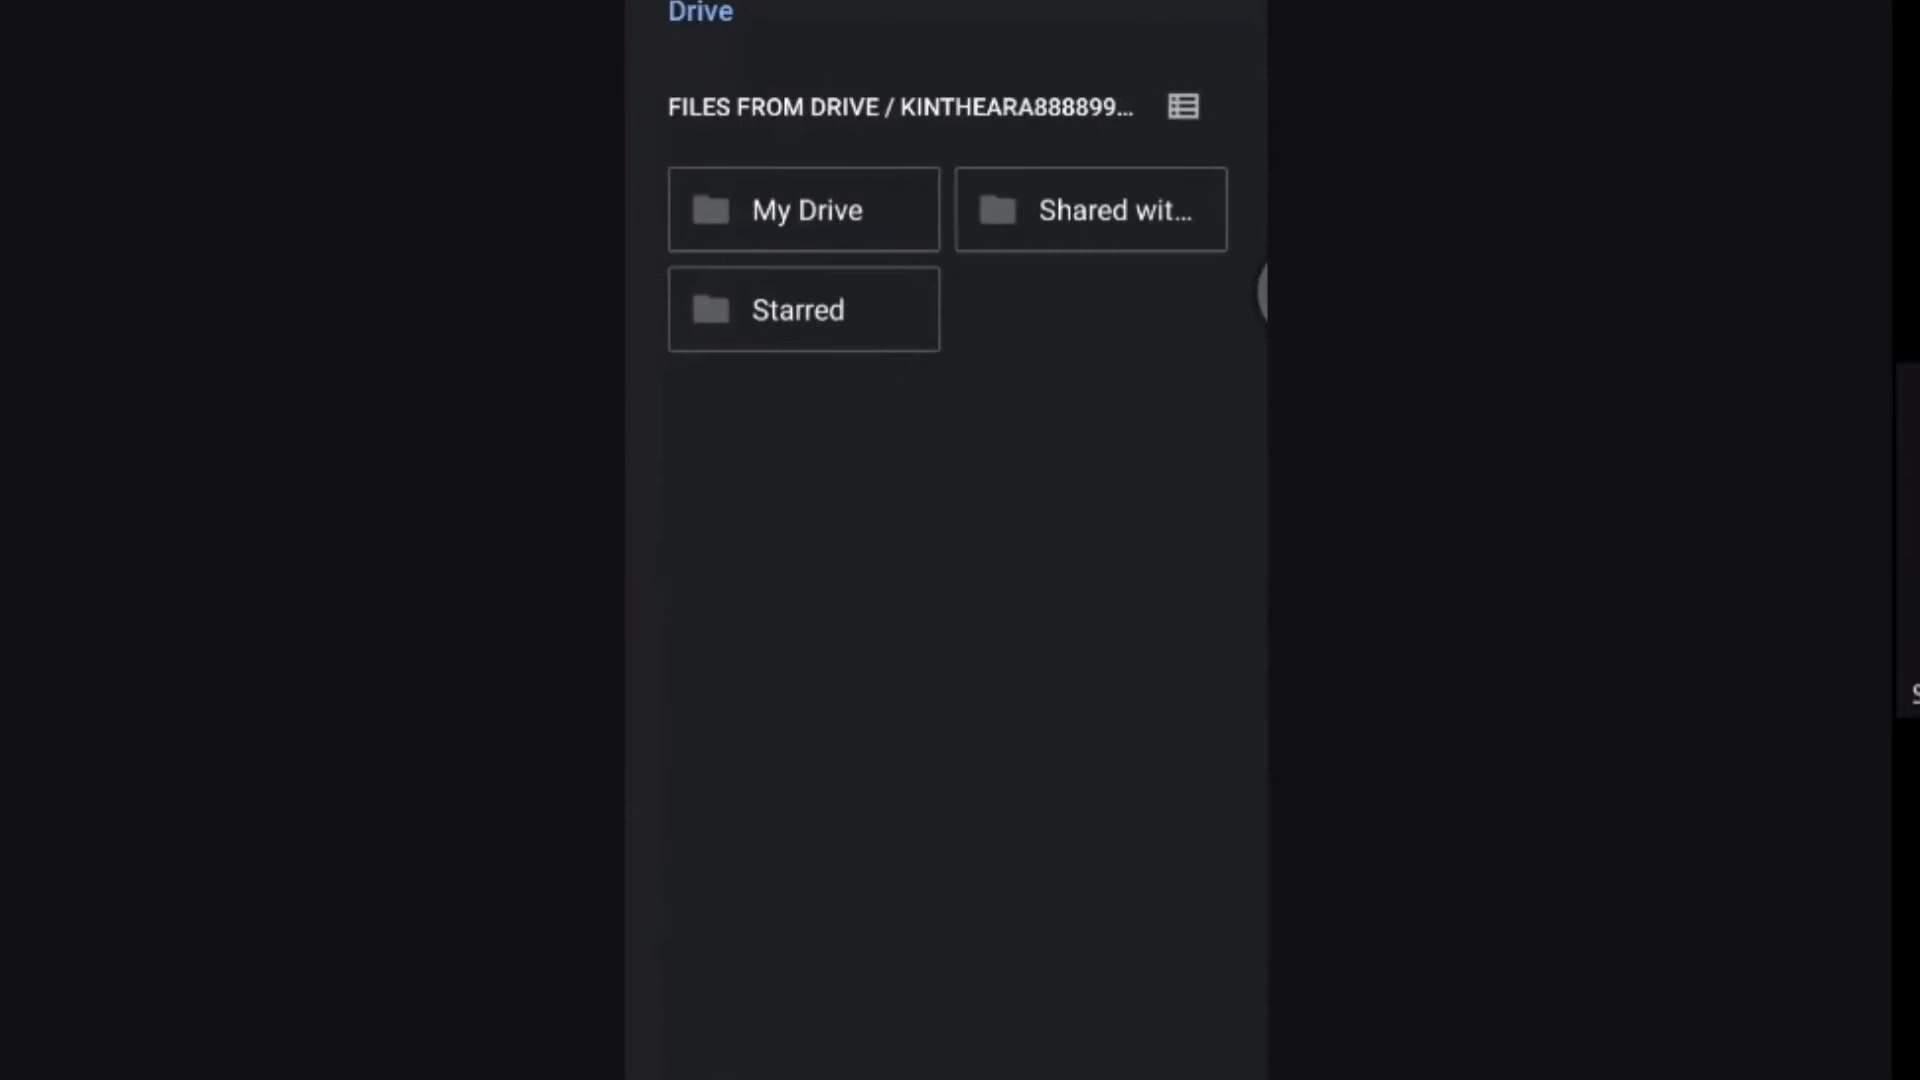 Drive
FILES FROM DRIVE / KINTHEARA888899...
My Drive
Shared wit...
Starred